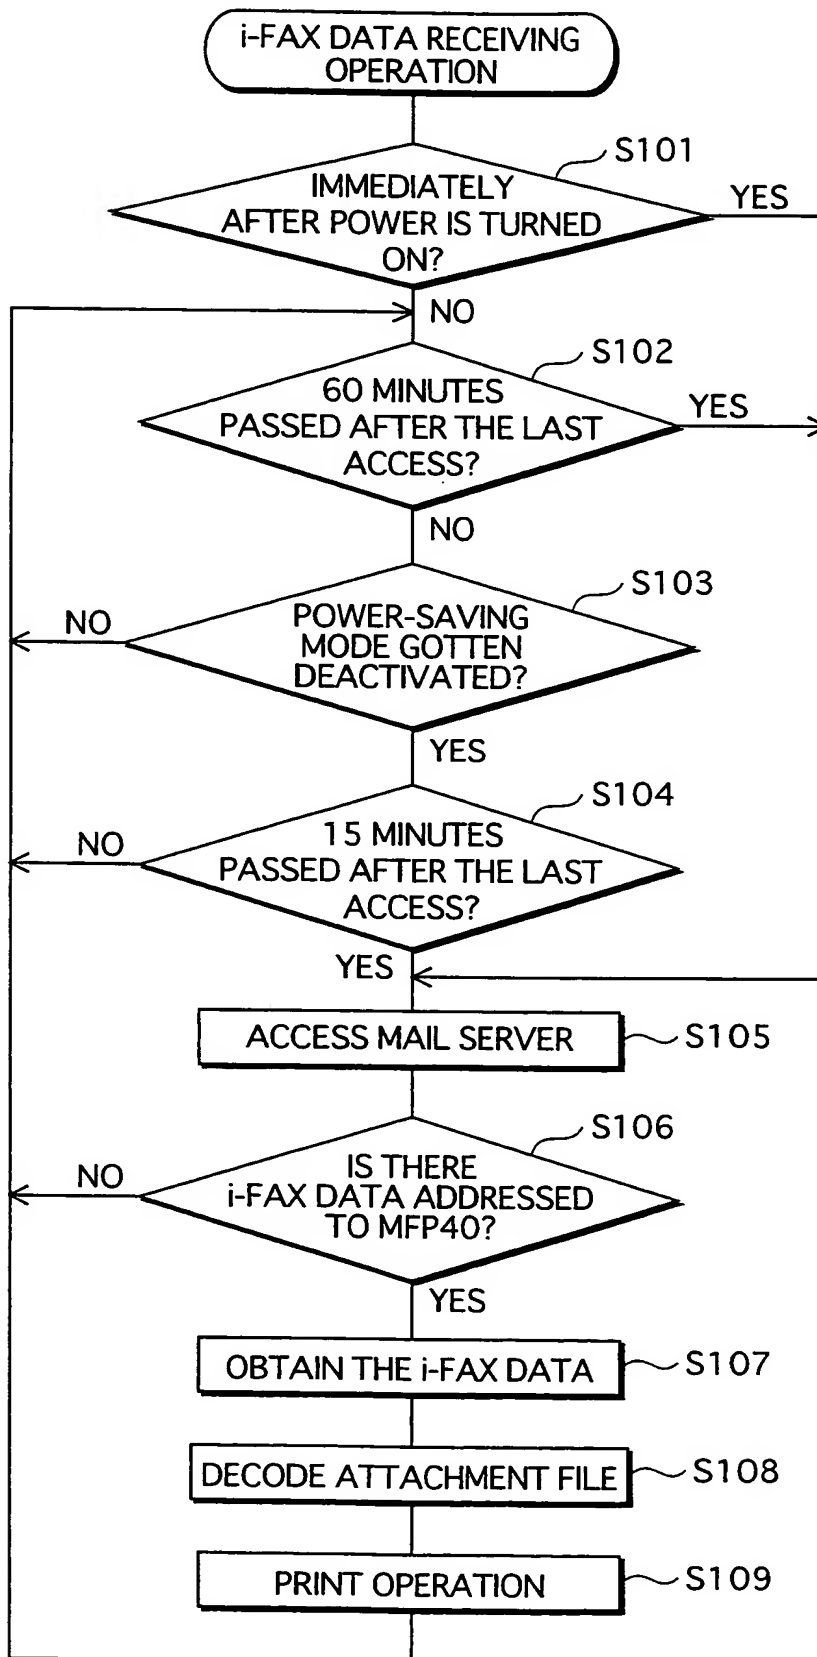 i-FAX DATA RECEIVING
OPERATION
S101
IMMEDIATELY
AFTER POWER IS TURNED
ON?
YES
NO
S102
60 MINUTES
PASSED AFTER THE LAST
ACCESS?
YES
NO
S103
POWER-SAVING
MODE GOTTEN
DEACTIVATED?
NO
YES
S104
15 MINUTES
PASSED AFTER THE LAST
ACCESS?
NO
YES
ACCESS MAIL SERVER
S105
S106
IS THERE
i-FAX DATA ADDRESSED
TO MFP40?
NO
YES
OBTAIN THE i-FAX DATA
S107
DECODE ATTACHMENT FILE
S108
PRINT OPERATION
S109